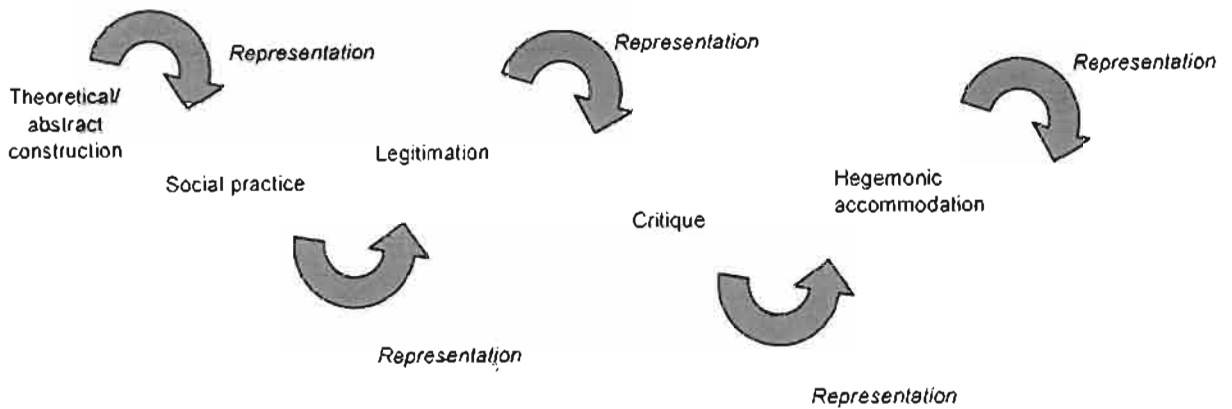 Representation
Representation
Representation
Theoretical/
abstract
construction
Legitimation
Social practice
Hegemonic
accommodation
Critique
Representation
Representation